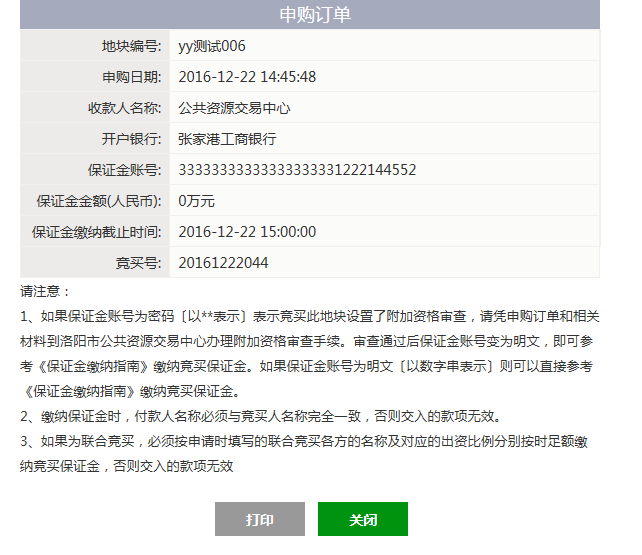 申购订单
地块编号: yy测试006
申购日期: 2016-12-22 14:45:48
收款人名称: 公共资源交易中心
开户银行: 张家港工商银行
保证金账号: 33333333333333333331222144552
保证金金额(人民币): 0万元
保证金缴纳截止时间: 2016-12-22 15:00:00
竞买号: 20161222044
请注意：
1、如果保证金账号为密码〔以**表示〕表示竞买此地块设置了附加资格审查，请凭申购订单和相关
材料到洛阳市公共资源交易中心办理附加资格审查手续。审查通过后保证金账号变为明文，即可参
考《保证金缴纳指南》缴纳竞买保证金。如果保证金账号为明文〔以数字串表示〕则可以直接参考
《保证金缴纳指南》缴纳竞买保证金。
2、缴纳保证金时，付款人名称必须与竞买人名称完全一致，否则交入的款项无效。
3、如果为联合竞买，必须按申请时填写的联合竞买各方的名称及对应的出资比例分别按时足额缴
纳竞买保证金，否则交入的款项无效
打印 关闭